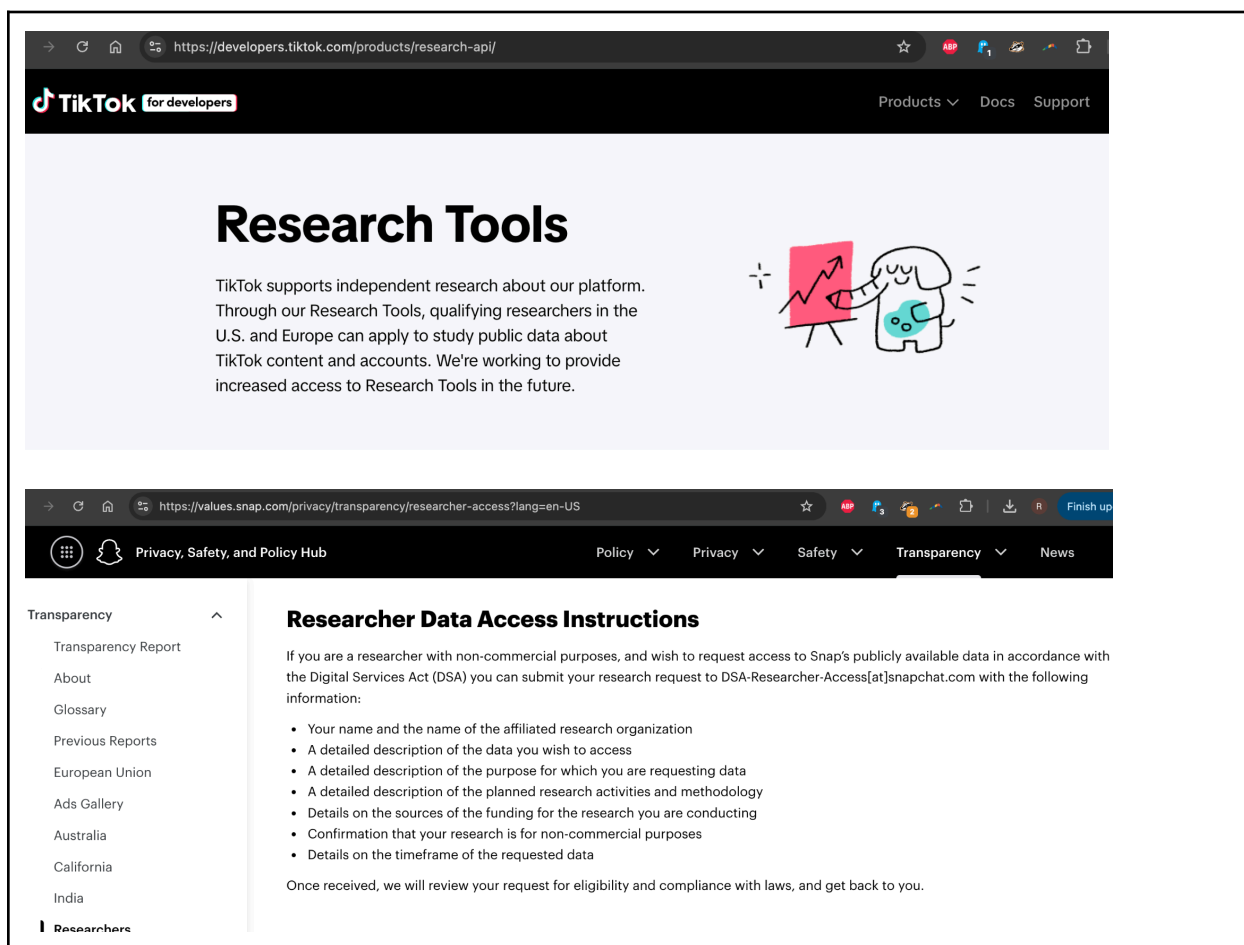 https://developers.tiktok.com/products/research-api/
ABP
1
TikTok for developers
Products Docs Support
Research Tools
TikTok supports independent research about our platform.
Through our Research Tools, qualifying researchers in the
U.S. and Europe can apply to study public data about
TikTok content and accounts. We're working to provide
increased access to Research Tools in the future.
https://values.snap.com/privacy/transparency/researcher-access?lang=en-US
ABP
3
2
R
Finish up
Privacy, Safety, and Policy Hub
Policy Privacy Safety Transparency News
Transparency
Transparency Report
About
Glossary
Previous Reports
European Union
Ads Gallery
Australia
California
India
Researchers
Researcher Data Access Instructions
If you are a researcher with non-commercial purposes, and wish to request access to Snap's publicly available data in accordance with
the Digital Services Act (DSA) you can submit your research request to DSA-Researcher-Access[at]snapchat.com with the following
information:
• Your name and the name of the affiliated research organization
• A detailed description of the data you wish to access
• A detailed description of the purpose for which you are requesting data
• A detailed description of the planned research activities and methodology
• Details on the sources of the funding for the research you are conducting
• Confirmation that your research is for non-commercial purposes
• Details on the timeframe of the requested data
Once received, we will review your request for eligibility and compliance with laws, and get back to you.